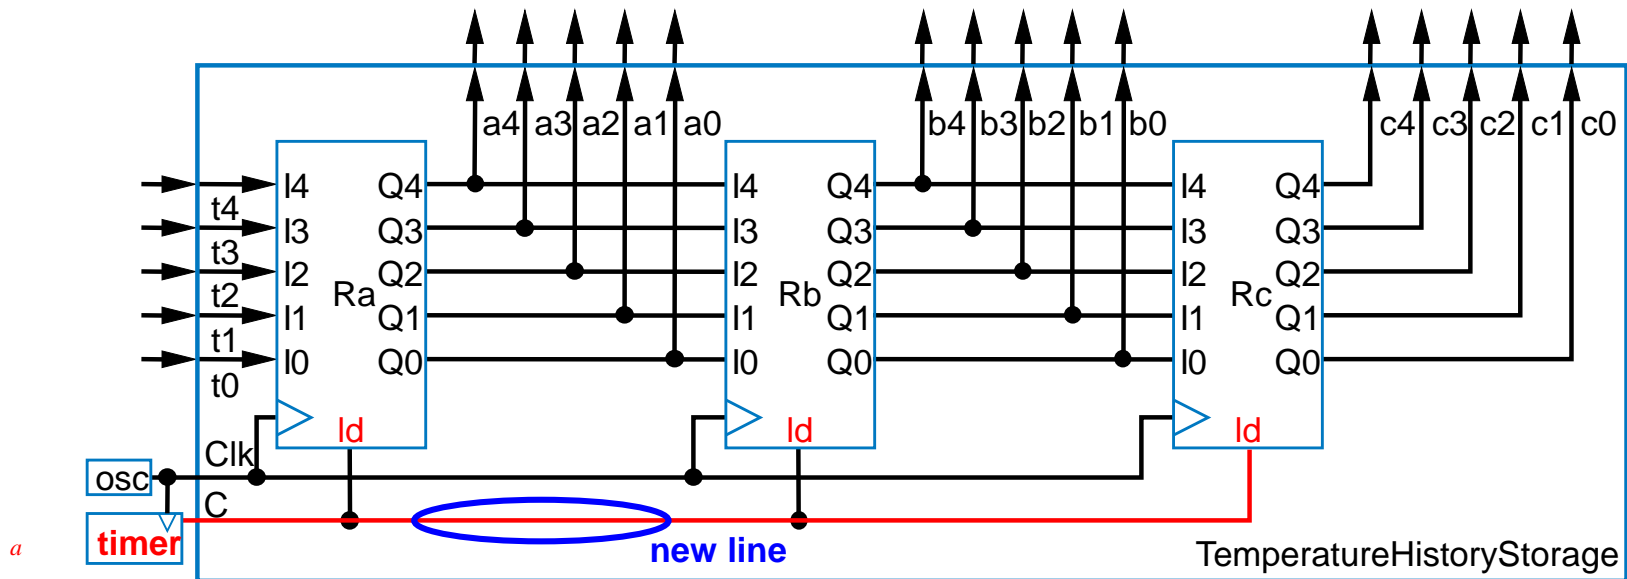 a4 a3 a2 a1 a0 b4 b3 b2 b1 b0 c4 c3 c2 c1 c0
I4 Q4 I4 Q4 I4 Q4
t4
I3 Q3 I3 Q3 I3 Q3
t3
I2 Q2 I2 Q2 I2 Q2
Ra Rb Rc
t2
I1 Q1 I1 Q1 I1 Q1
t1
I0 Q0 I0 Q0 I0 Q0
t0
ld ld ld
Clk
osc
C
a timer new line TemperatureHistoryStorage